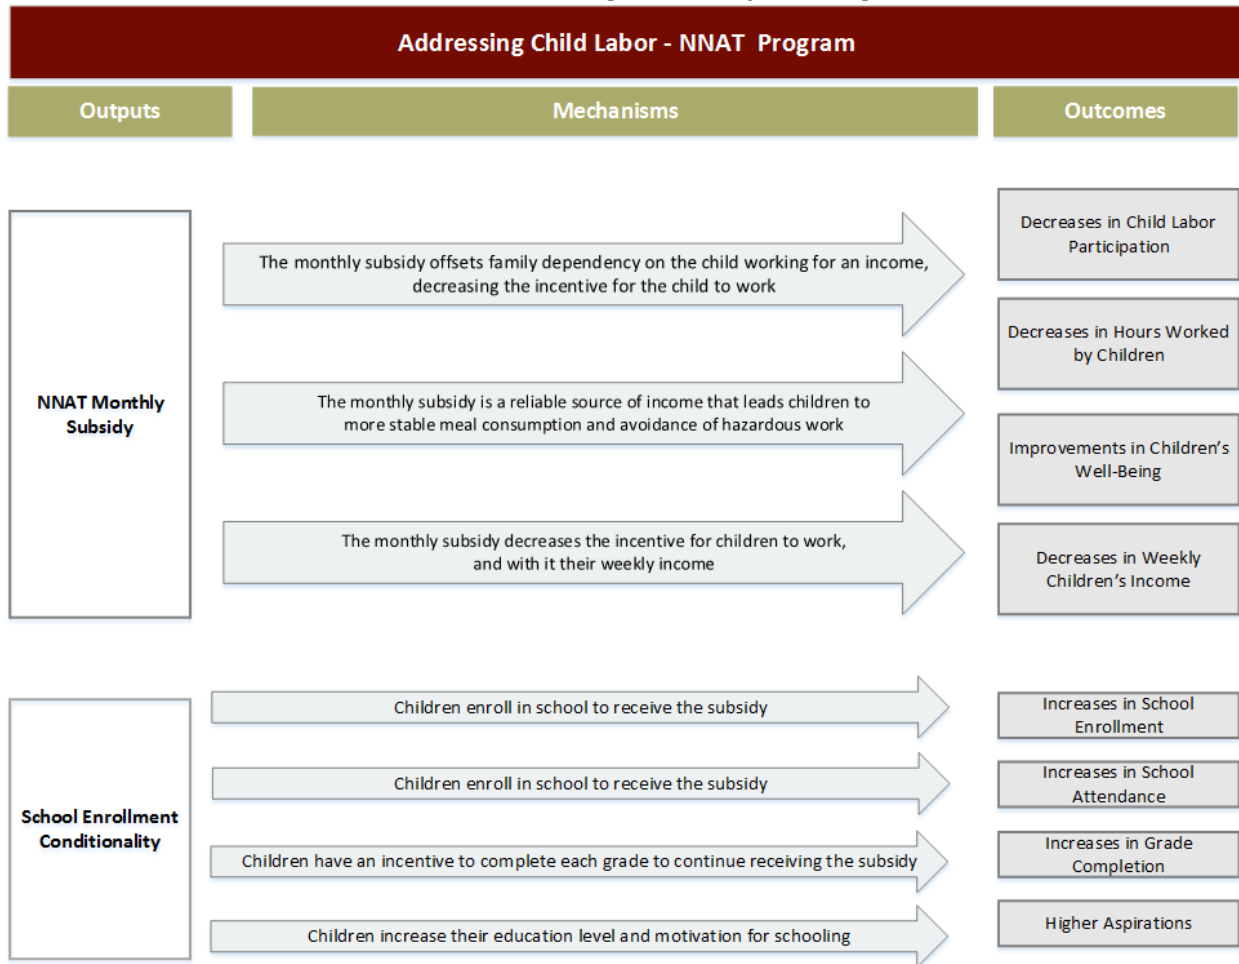 Addressing Child Labor - NNAT Program
Outputs
Mechanisms
Outcomes
NNAT Monthly
Subsidy
The monthly subsidy offsets family dependency on the child working for an income,
decreasing the incentive for the child to work
The monthly subsidy is a reliable source of income that leads children to
more stable meal consumption and avoidance of hazardous work
The monthly subsidy decreases the incentive for children to work,
and with it their weekly income
Decreases in Child Labor
Participation
Decreases in Hours Worked
by Children
Improvements in Children’s
Well-Being
Decreases in Weekly
Children’s Income
School Enrollment
Conditionality
Children enroll in school to receive the subsidy
Children enroll in school to receive the subsidy
Children have an incentive to complete each grade to continue receiving the subsidy
Children increase their education level and motivation for schooling
Increases in School
Enrollment
Increases in School
Attendance
Increases in Grade
Completion
Higher Aspirations